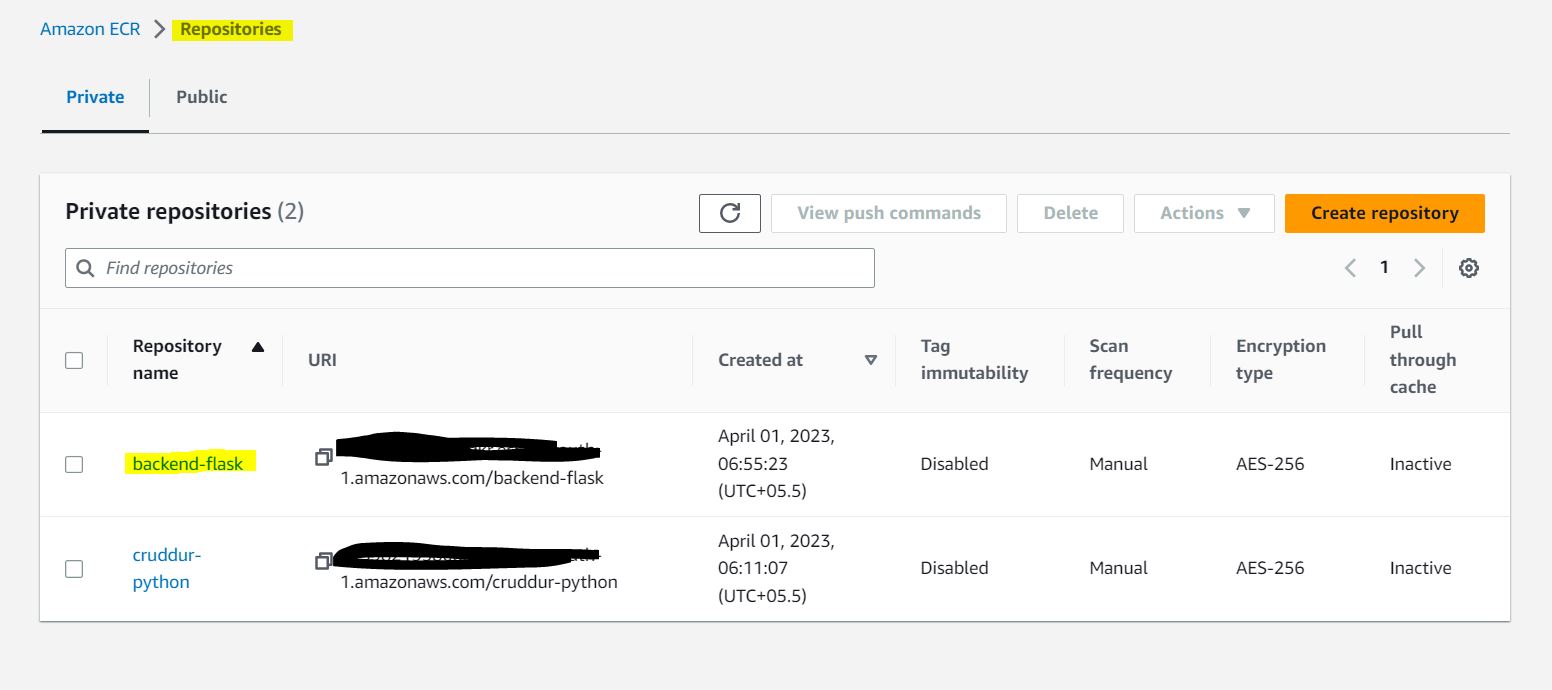 Amazon ECR > Repositories
Private
Public
Private repositories (2)
View push commands
Delete
Actions
Create repository
Find repositories
1
Repository name
URI
Created at
Tag immutability
Scan frequency
Encryption type
Pull through cache
backend-flask
1.amazonaws.com/backend-flask
April 01, 2023,
06:55:23
(UTC+05.5)
Disabled
Manual
AES-256
Inactive
cruddur-
python
1.amazonaws.com/cruddur-python
April 01, 2023,
06:11:07
(UTC+05.5)
Disabled
Manual
AES-256
Inactive